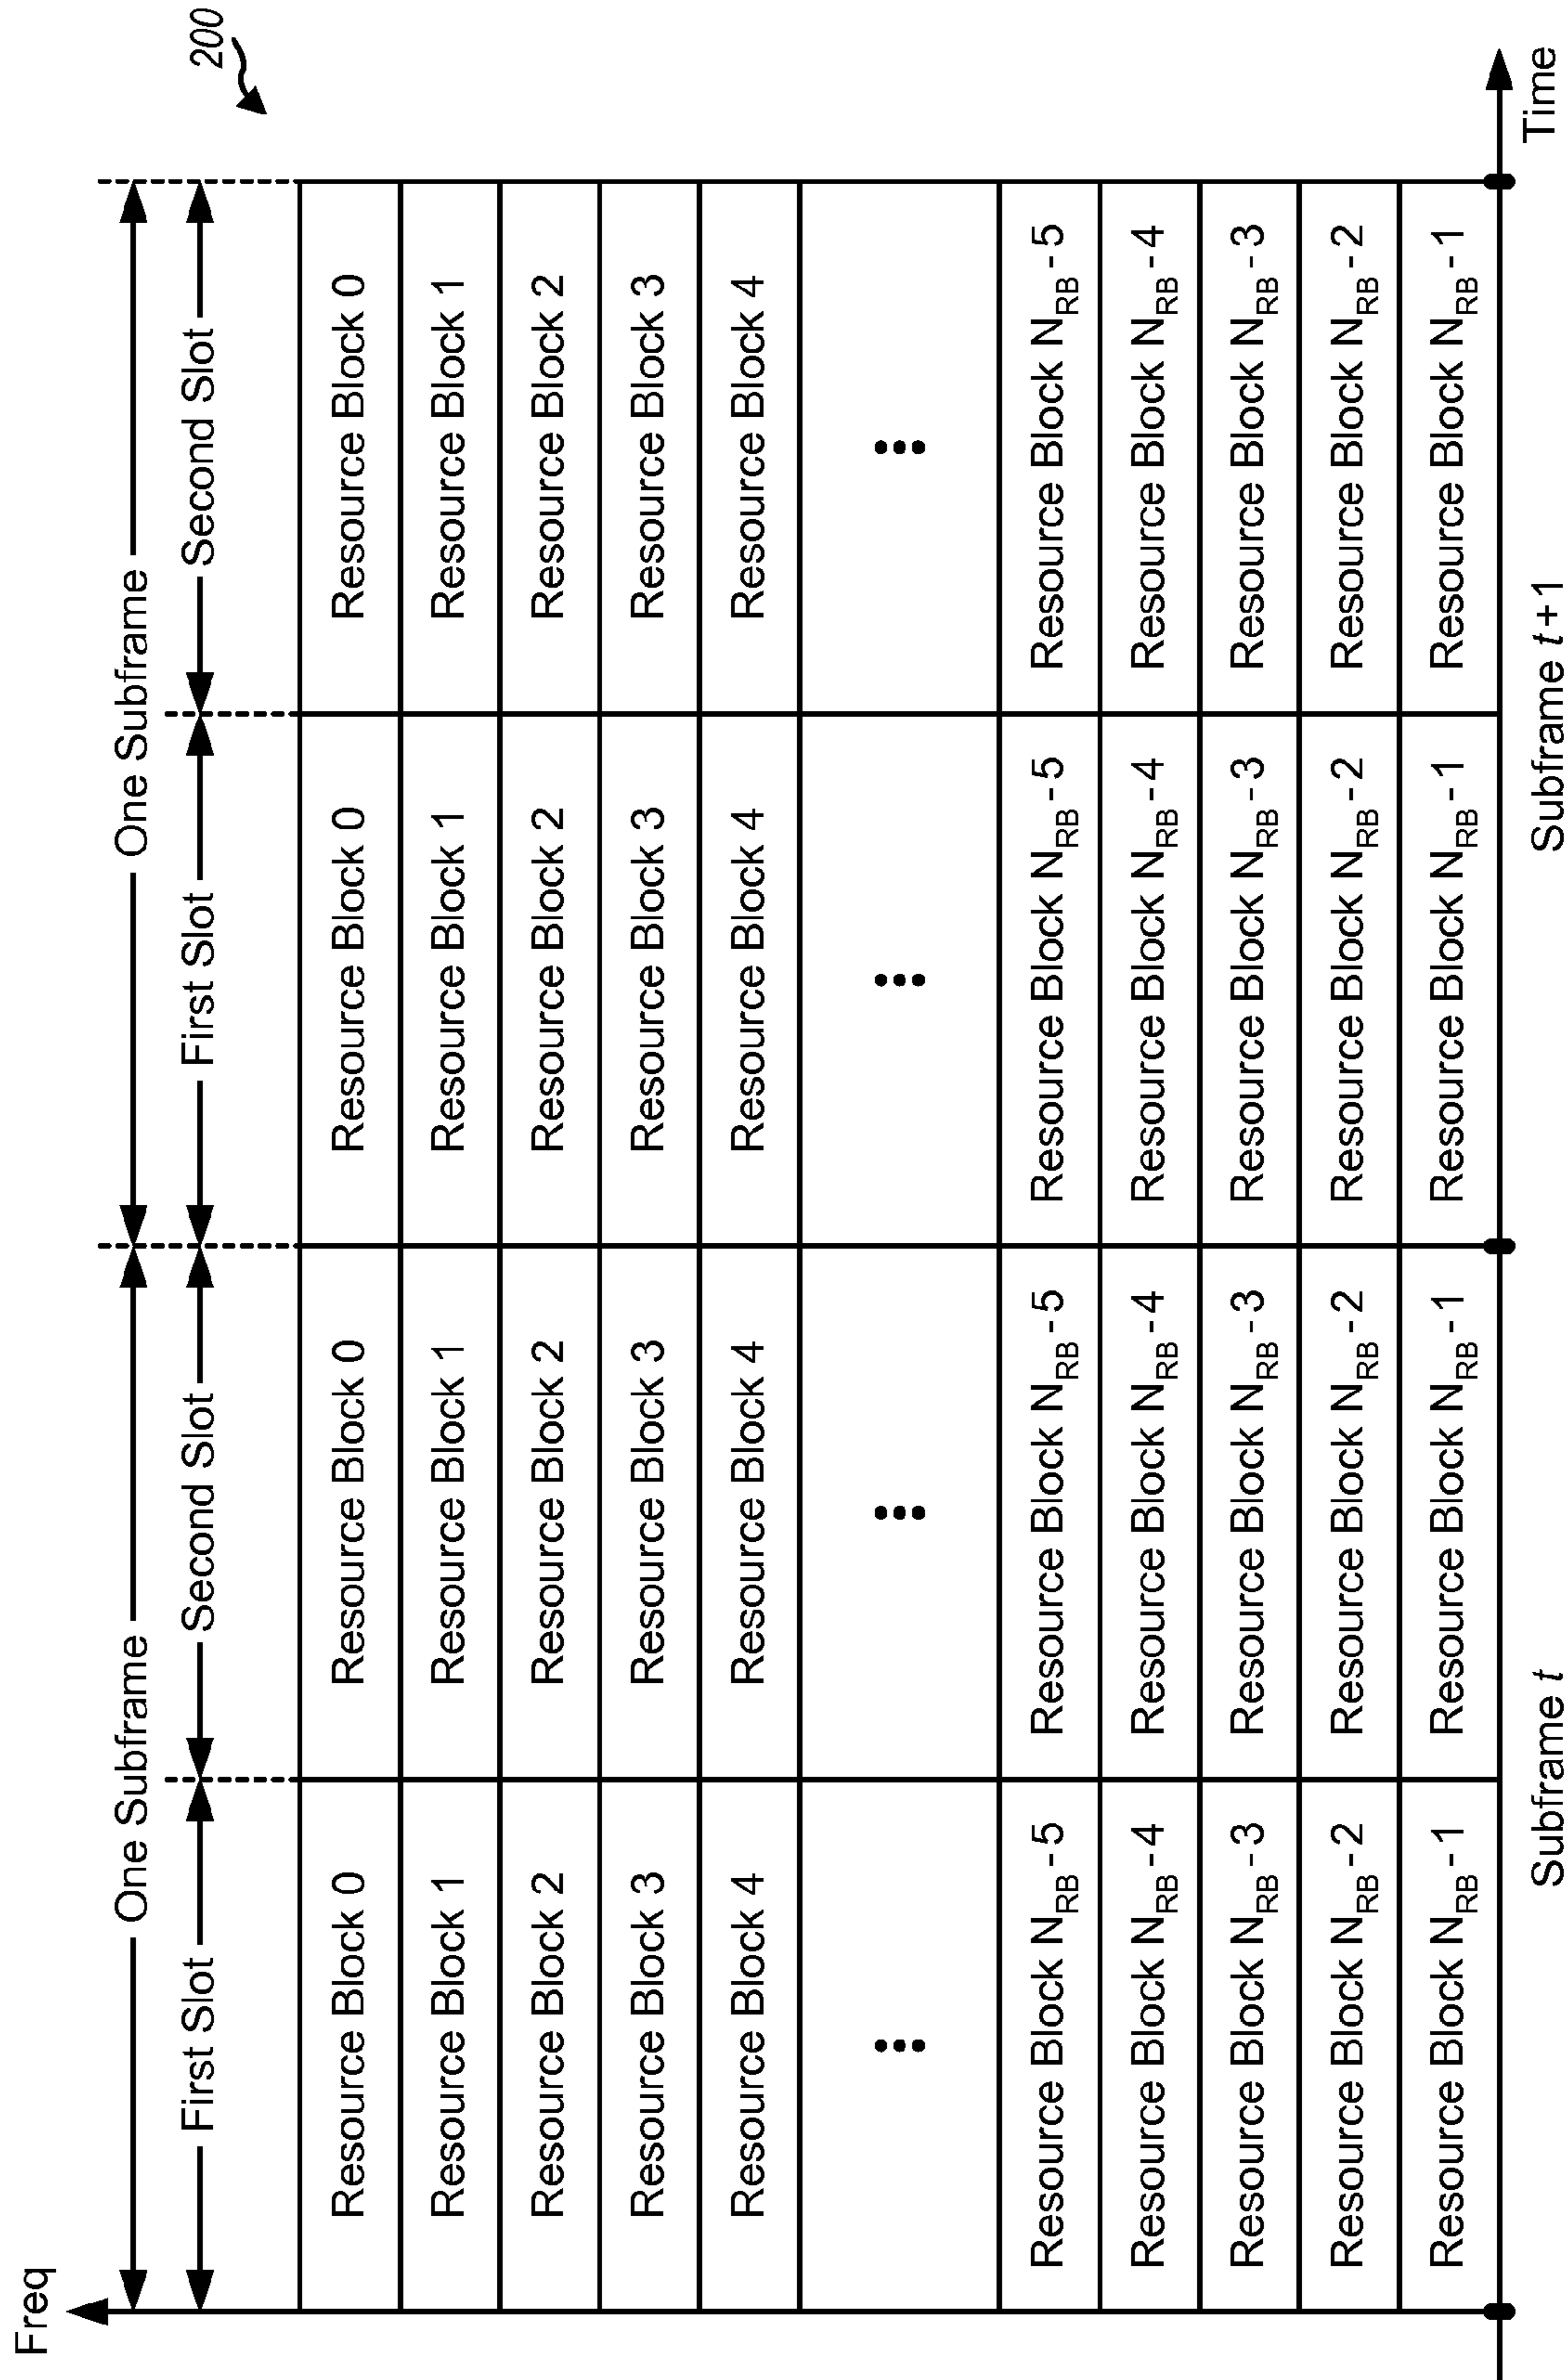 200
Freq
One Subframe One Subframe
First Slot Second Slot First Slot Second Slot
Resource Block 0 Resource Block 0 Resource Block 0 Resource Block 0
Resource Block 1 Resource Block 1 Resource Block 1 Resource Block 1
Resource Block 2 Resource Block 2 Resource Block 2 Resource Block 2
Resource Block 3 Resource Block 3 Resource Block 3 Resource Block 3
Resource Block 4 Resource Block 4 Resource Block 4 Resource Block 4
••• ••• ••• •••
Resource Block N_RB - 5 Resource Block N_RB - 5 Resource Block N_RB - 5 Resource Block N_RB - 5
Resource Block N_RB - 4 Resource Block N_RB - 4 Resource Block N_RB - 4 Resource Block N_RB - 4
Resource Block N_RB - 3 Resource Block N_RB - 3 Resource Block N_RB - 3 Resource Block N_RB - 3
Resource Block N_RB - 2 Resource Block N_RB - 2 Resource Block N_RB - 2 Resource Block N_RB - 2
Resource Block N_RB - 1 Resource Block N_RB - 1 Resource Block N_RB - 1 Resource Block N_RB - 1
Subframe t Subframe t + 1 Time